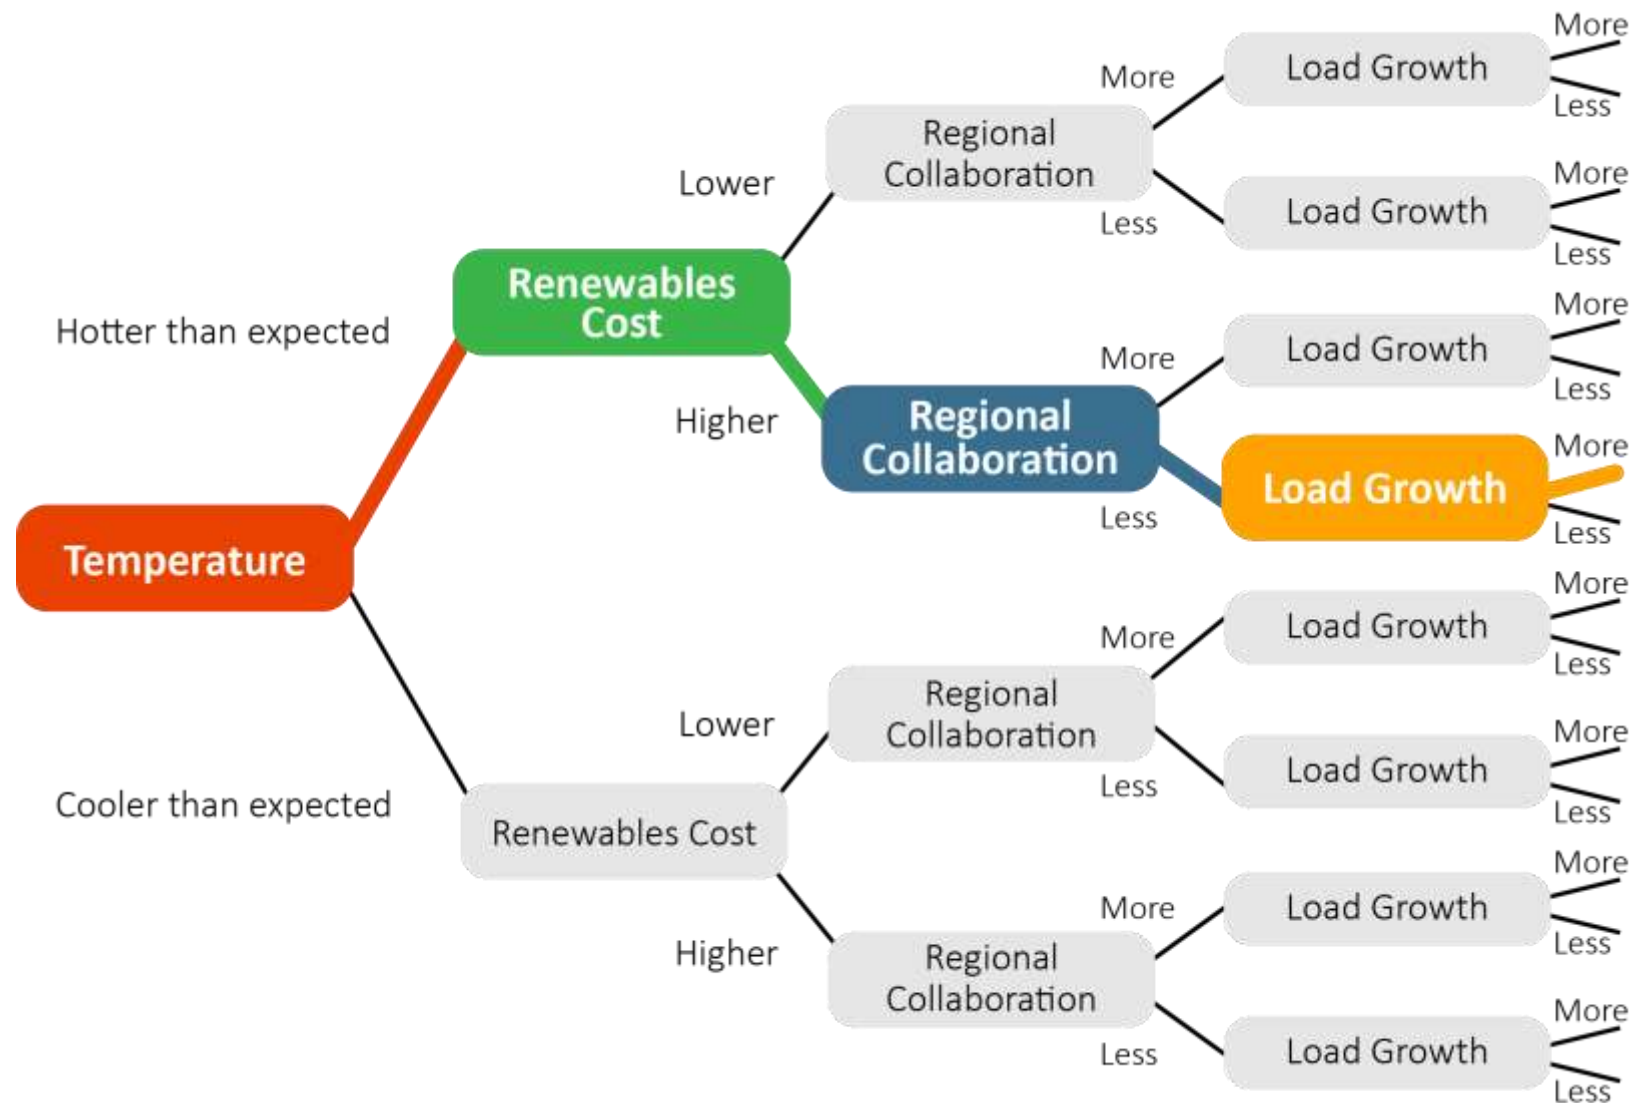 More
Load Growth
More
Less
Regional
Collaboration
More
Lower
Load Growth
Less
Less
Renewables
Cost
More
Hotter than expected
Load Growth
More
Less
Higher
Regional
Collaboration
More
Load Growth
Less
Less
Temperature
More
Load Growth
More
Less
Regional
Collaboration
Lower
More
Load Growth
Less
Less
Cooler than expected
Renewables Cost
More
Load Growth
More
Less
Higher
Regional
Collaboration
More
Load Growth
Less
Less